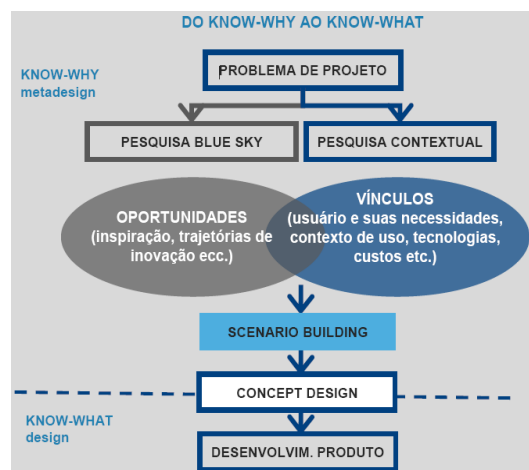 DO KNOW-WHY AO KNOW-WHAT
KNOW-WHY
metadesign
PROBLEMA DE PROJETO
PESQUISA BLUE SKY
PESQUISA CONTEXTUAL
OPORTUNIDADES
(inspiração, trajetórias de
inovação ecc.)
VÍNCULOS
(usuário e suas necessidades,
contexto de uso, tecnologias,
custos etc.)
SCENARIO BUILDING
CONCEPT DESIGN
KNOW-WHAT
design
DESENVOLVIM. PRODUTO